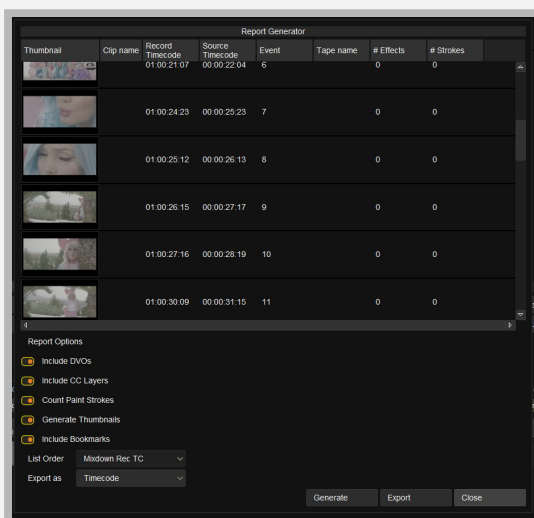 Report Generator
Thumbnail Clip name Record Timecode Source Timecode Event Tape name # Effects # Strokes
01:00:21:07 00:00:22:04 6 0 0
01:00:24:23 00:00:25:23 7 0 0
01:00:25:12 00:00:26:13 8 0 0
01:00:26:15 00:00:27:17 9 0 0
01:00:27:16 00:00:28:19 10 0 0
01:00:30:09 00:00:31:15 11 0 0
Report Options
Include DVOs
Include CC Layers
Count Paint Strokes
Generate Thumbnails
Include Bookmarks
List Order Mixdown Rec TC
Export as Timecode
Generate Export Close